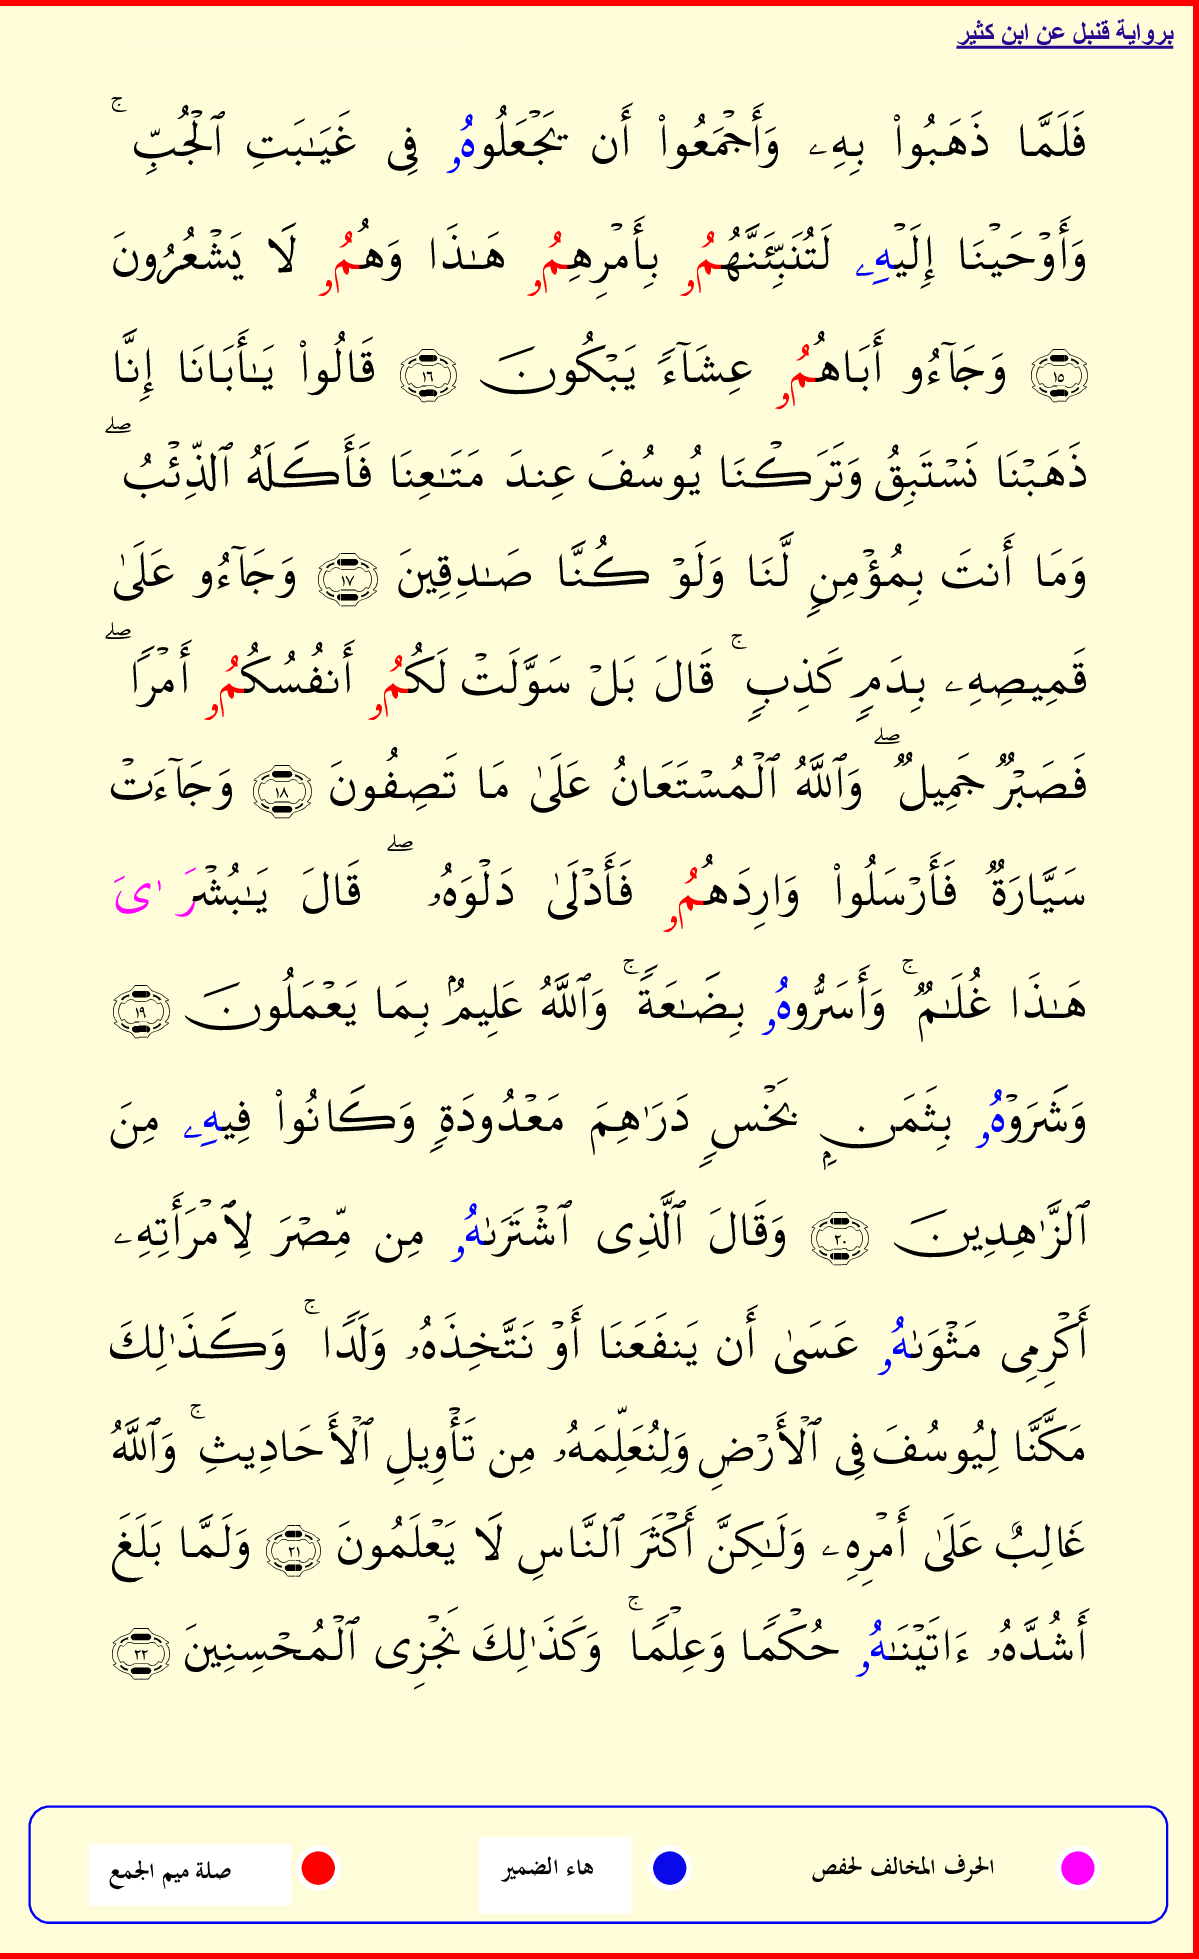 برواية قنبل عن ابن كثير
فَلَمَّا ذَهَبُوا۟ بِهِۦ وَأَجْمَعُوا۟ أَن يَجْعَلُوهُۥ فِى غَيَـٰبَتِ ٱلْجُبِّ ۚ
وَأَوْحَيْنَا إِلَيْهِۦ لَتُنَبِّئَنَّهُمُۥ بِأَمْرِهِمُۥ هَـٰذَا وَهُمُۥ لَا يَشْعُرُونَ
١٥ وَجَآءُو أَبَاهُمُۥ عِشَآءً يَبْكُونَ ١٦ قَالُوا۟ يَـٰأَبَانَا إِنَّا
ذَهَبْنَا نَسْتَبِقُ وَتَرَكْنَا يُوسُفَ عِندَ مَتَـٰعِنَا فَأَكَلَهُ ٱلذِّئْبُ ۖ
وَمَا أَنتَ بِمُؤْمِنٍ لَّنَا وَلَوْ كُنَّا صَـٰدِقِينَ ١٧ وَجَآءُو عَلَىٰ
قَمِيصِهِۦ بِدَمٍ كَذِبٍ ۚ قَالَ بَلْ سَوَّلَتْ لَكُمُۥ أَنفُسُكُمُۥ أَمْرًا ۖ
فَصَبْرٌ جَمِيلٌ ۖ وَٱللَّهُ ٱلْمُسْتَعَانُ عَلَىٰ مَا تَصِفُونَ ١٨ وَجَآءَتْ
سَيَّارَةٌ فَأَرْسَلُوا۟ وَارِدَهُمُۥ فَأَدْلَىٰ دَلْوَهُۥ ۖ قَالَ يَـٰبُشْرَٰىَ
هَـٰذَا غُلَـٰمٌ ۚ وَأَسَرُّوهُۥ بِضَـٰعَةً ۚ وَٱللَّهُ عَلِيمٌۢ بِمَا يَعْمَلُونَ ١٩
وَشَرَوْهُۥ بِثَمَنٍۭ بَخْسٍ دَرَٰهِمَ مَعْدُودَةٍ وَكَانُوا۟ فِيهِۦ مِنَ
ٱلزَّٰهِدِينَ ٢٠ وَقَالَ ٱلَّذِى ٱشْتَرَىٰهُۥ مِن مِّصْرَ لِٱمْرَأَتِهِۦ
أَكْرِمِى مَثْوَىٰهُۥ عَسَىٰ أَن يَنفَعَنَا أَوْ نَتَّخِذَهُۥ وَلَدًا ۚ وَكَذَٰلِكَ
مَكَّنَّا لِيُوسُفَ فِى ٱلْأَرْضِ وَلِنُعَلِّمَهُۥ مِن تَأْوِيلِ ٱلْأَحَادِيثِ ۚ وَٱللَّهُ
غَالِبٌ عَلَىٰ أَمْرِهِۦ وَلَـٰكِنَّ أَكْثَرَ ٱلنَّاسِ لَا يَعْلَمُونَ ٢١ وَلَمَّا بَلَغَ
أَشُدَّهُۥ ءَاتَيْنَـٰهُۥ حُكْمًا وَعِلْمًا ۚ وَكَذَٰلِكَ نَجْزِى ٱلْمُحْسِنِينَ ٢٢
الحرف المخالف لحفص هاء الضمير صلة ميم الجمع